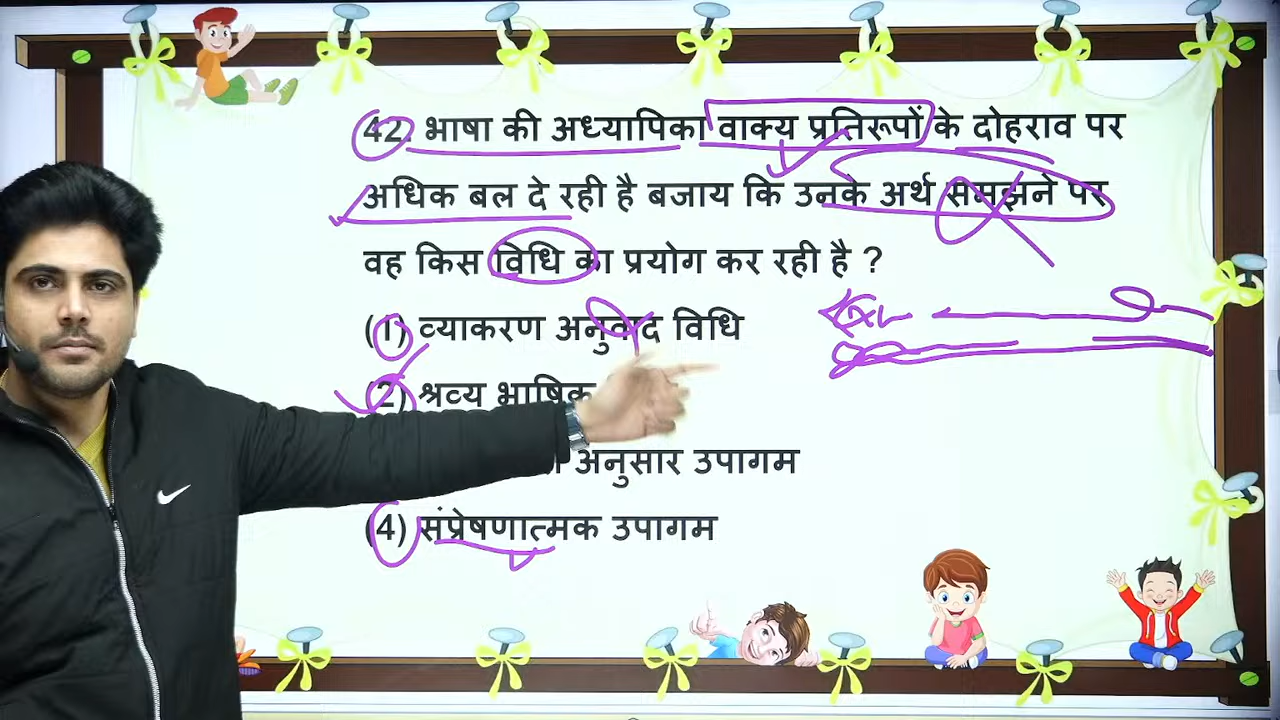 42. भाषा की अध्यापिका वाक्य प्रतिरूपों के दोहराव पर
अधिक बल दे रही है बजाय कि उनके अर्थ समझने पर
वह किस विधि का प्रयोग कर रही है ?
(1) व्याकरण अनुवाद विधि
(2) श्रव्य भाषिक
अनुसार उपागम
(4) संप्रेषणात्मक उपागम